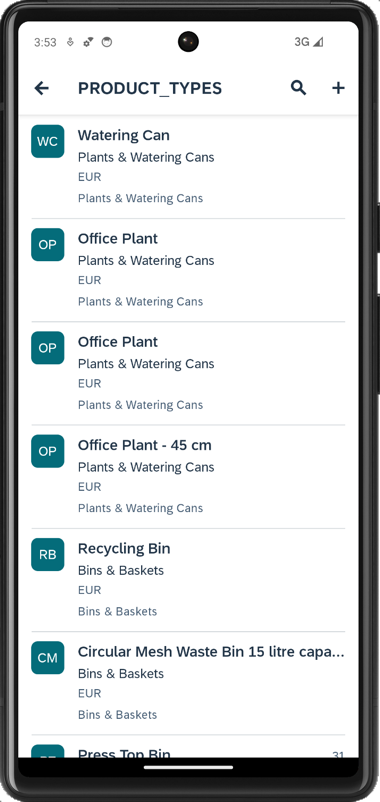 3:53
3G
PRODUCT_TYPES
WC
Watering Can
Plants & Watering Cans
EUR
Plants & Watering Cans
OP
Office Plant
Plants & Watering Cans
EUR
Plants & Watering Cans
OP
Office Plant
Plants & Watering Cans
EUR
Plants & Watering Cans
OP
Office Plant - 45 cm
Plants & Watering Cans
EUR
Plants & Watering Cans
RB
Recycling Bin
Bins & Baskets
EUR
Bins & Baskets
CM
Circular Mesh Waste Bin 15 litre capa...
Bins & Baskets
EUR
Bins & Baskets
Press Top Bin
31